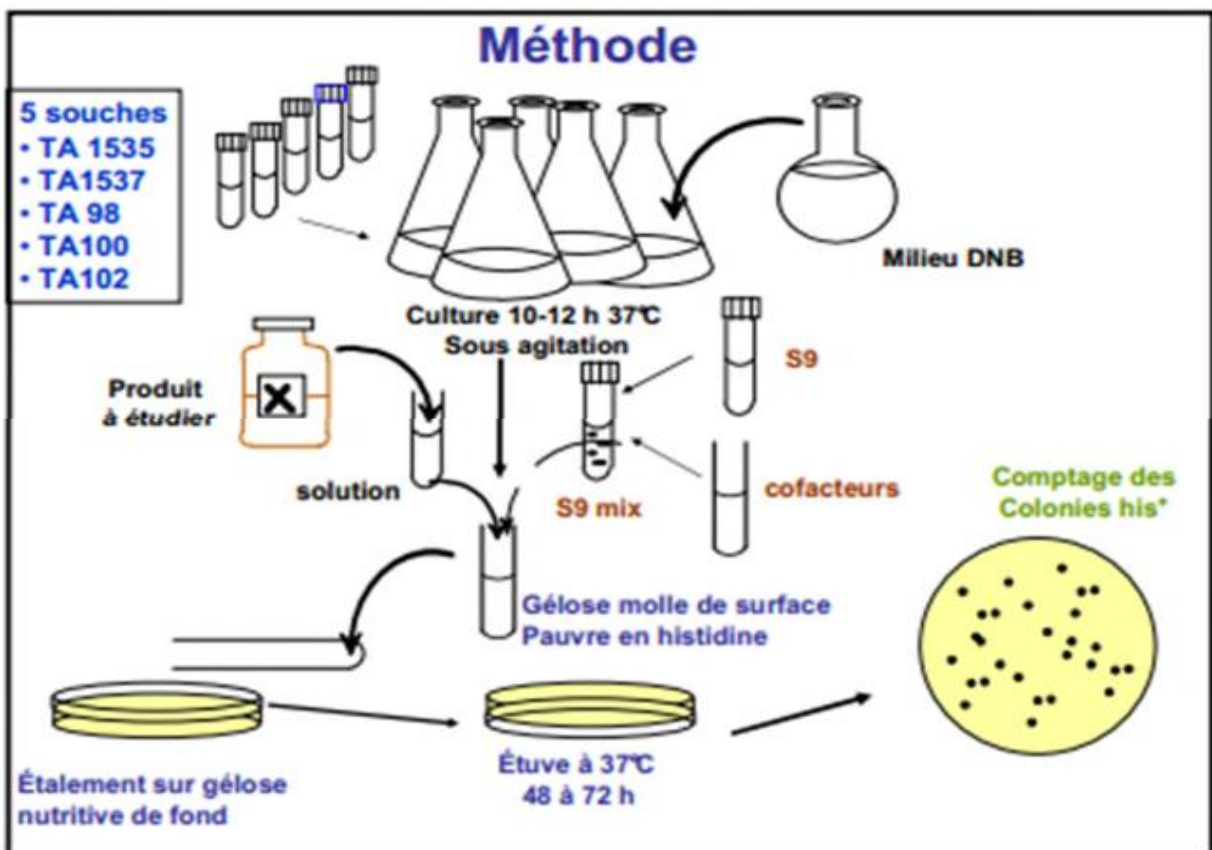 Méthode
5 souches
• TA 1535
• TA1537
• TA 98
• TA100
• TA102
Milieu DNB
Culture 10-12 h 37°C
Sous agitation
S9
Produit
à étudier
X
solution
S9 mix
cofacteurs
Comptage des
Colonies his⁺
Gélose molle de surface
Pauvre en histidine
Étalement sur gélose
nutritive de fond
Étuve à 37°C
48 à 72 h